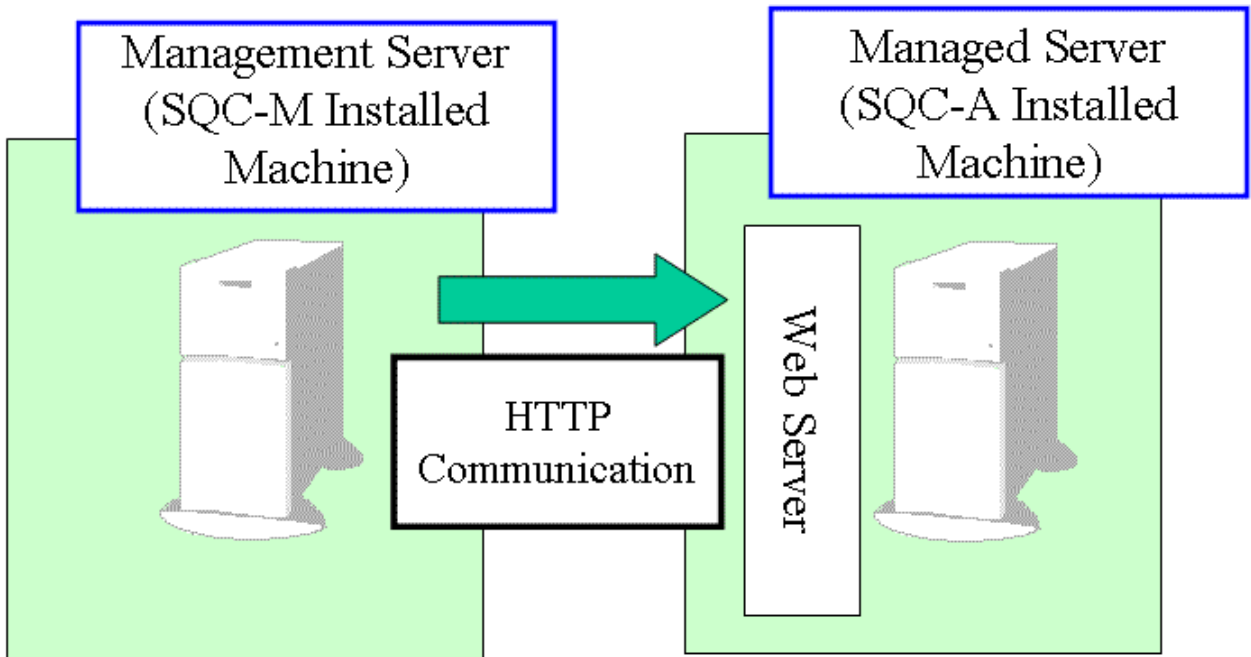 Management Server
(SQC-M Installed
Machine)
Managed Server
(SQC-A Installed
Machine)
HTTP
Communication
Web Server